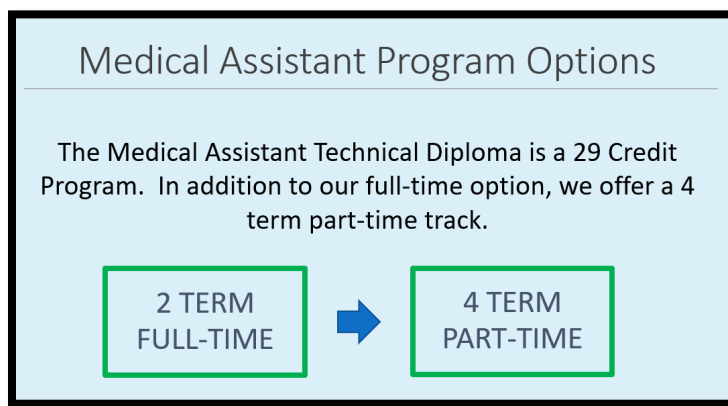 Medical Assistant Program Options
The Medical Assistant Technical Diploma is a 29 Credit
Program.  In addition to our full-time option, we offer a 4
term part-time track.
2 TERM
FULL-TIME
4 TERM
PART-TIME